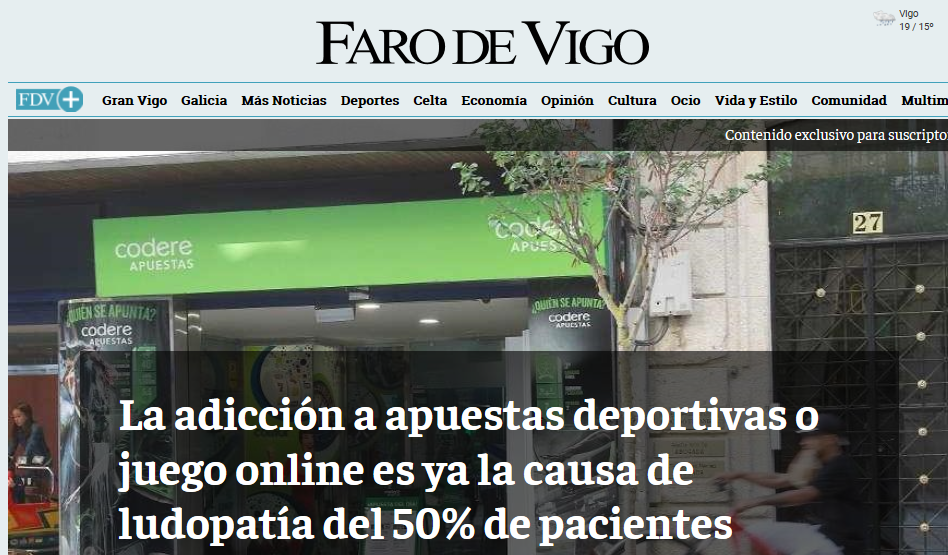 Vigo
19 / 15º
FARO DE VIGO
FDV+
Gran Vigo Galicia Más Noticias Deportes Celta Economía Opinión Cultura Ocio Vida y Estilo Comunidad Multim
Contenido exclusivo para suscripto
codere
APUESTAS
codere
APUESTAS
27
¿QUIÉN SE APUNTA?
codere
APUESTAS
¿QUIÉN SE APUNTA?
codere
APUESTAS
La adicción a apuestas deportivas o
juego online es ya la causa de
ludopatía del 50% de pacientes